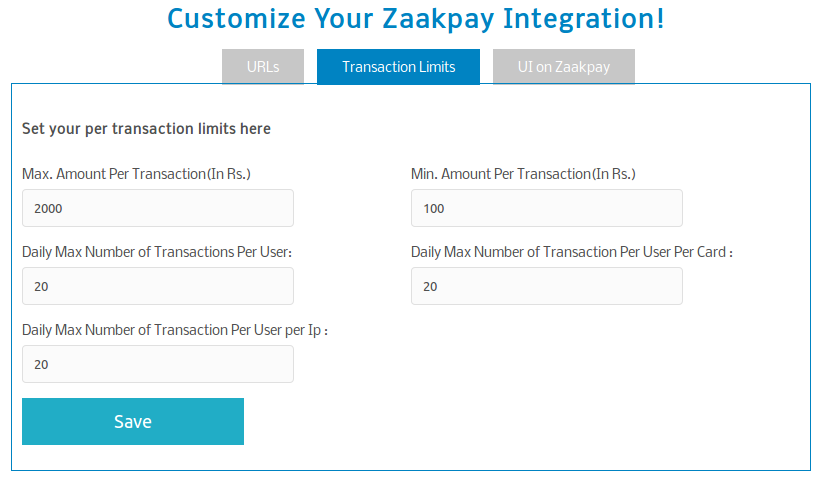 Customize Your Zaakpay Integration!
URLs
Transaction Limits
UI on Zaakpay
Set your per transaction limits here
Max. Amount Per Transaction(In Rs.)
Min. Amount Per Transaction(In Rs.)
2000
100
Daily Max Number of Transactions Per User:
Daily Max Number of Transaction Per User Per Card :
20
20
Daily Max Number of Transaction Per User per Ip :
20
Save